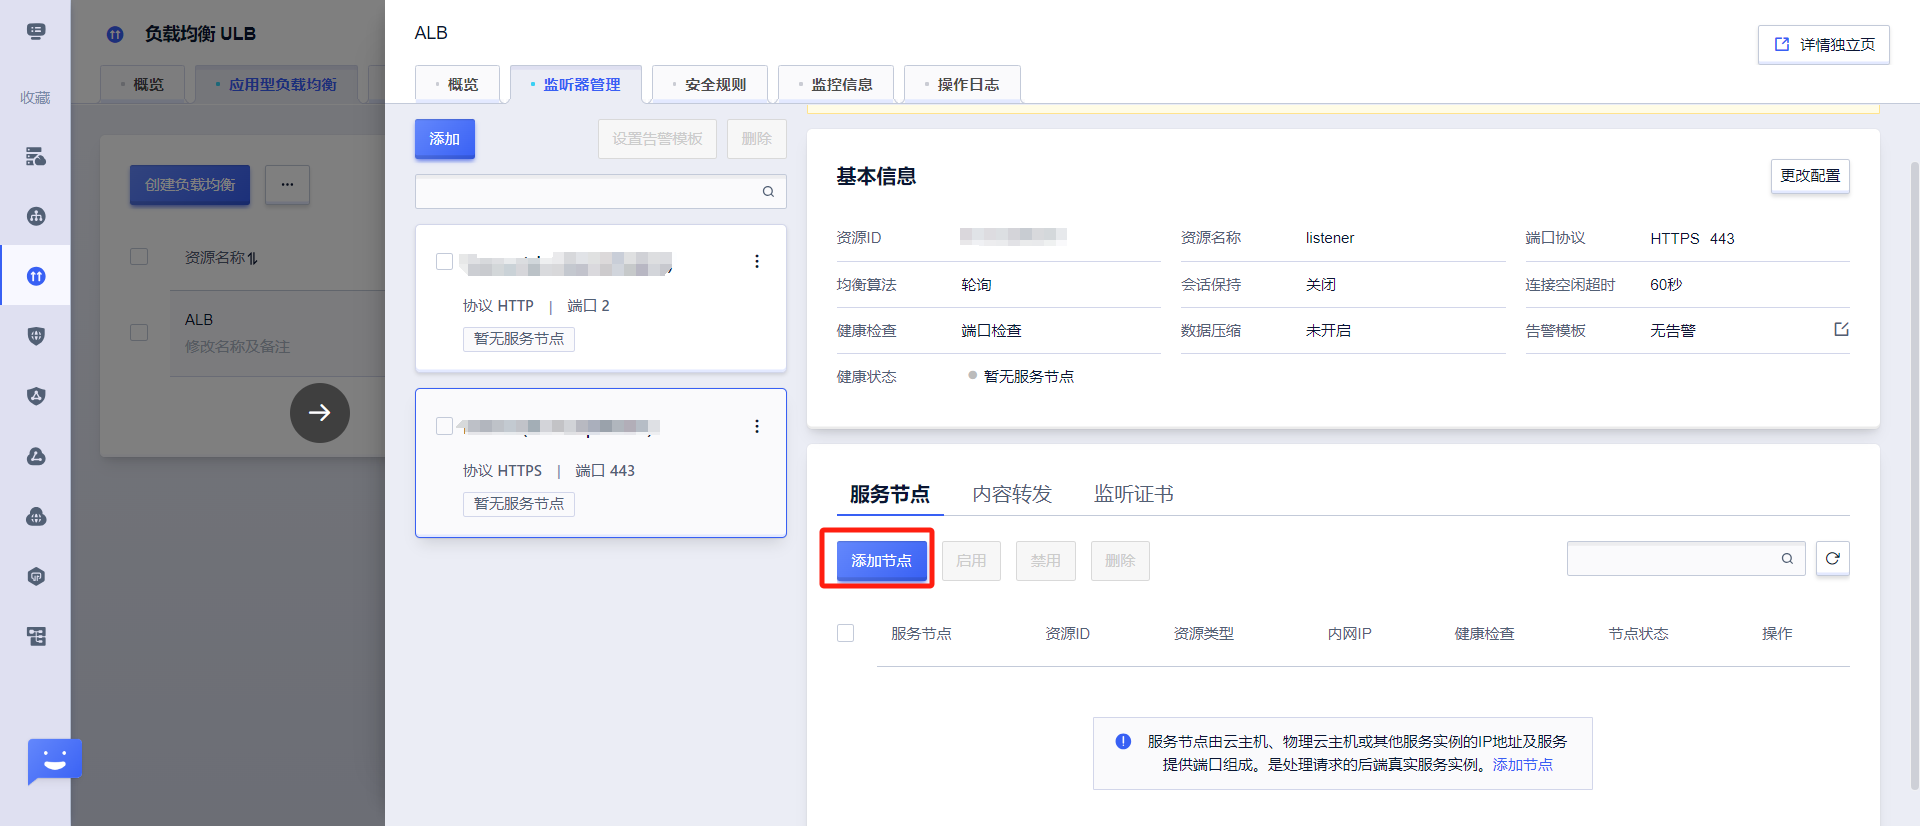 收藏
负载均衡 ULB
概览
应用型负载均衡
创建负载均衡
...
资源名称
ALB
修改名称及备注
ALB
详情独立页
概览
监听器管理
安全规则
监控信息
操作日志
添加
设置告警模板
删除
协议 HTTP | 端口 2
暂无服务节点
协议 HTTPS | 端口 443
暂无服务节点
基本信息
更改配置
资源ID
资源名称 listener
端口协议 HTTPS 443
均衡算法 轮询
会话保持 关闭
连接空闲超时 60秒
健康检查 端口检查
数据压缩 未开启
告警模板 无告警
健康状态 暂无服务节点
服务节点 内容转发 监听证书
添加节点 启用 禁用 删除
服务节点 资源ID 资源类型 内网IP 健康检查 节点状态 操作
服务节点由云主机、物理云主机或其他服务实例的IP地址及服务
提供端口组成。是处理请求的后端真实服务实例。添加节点